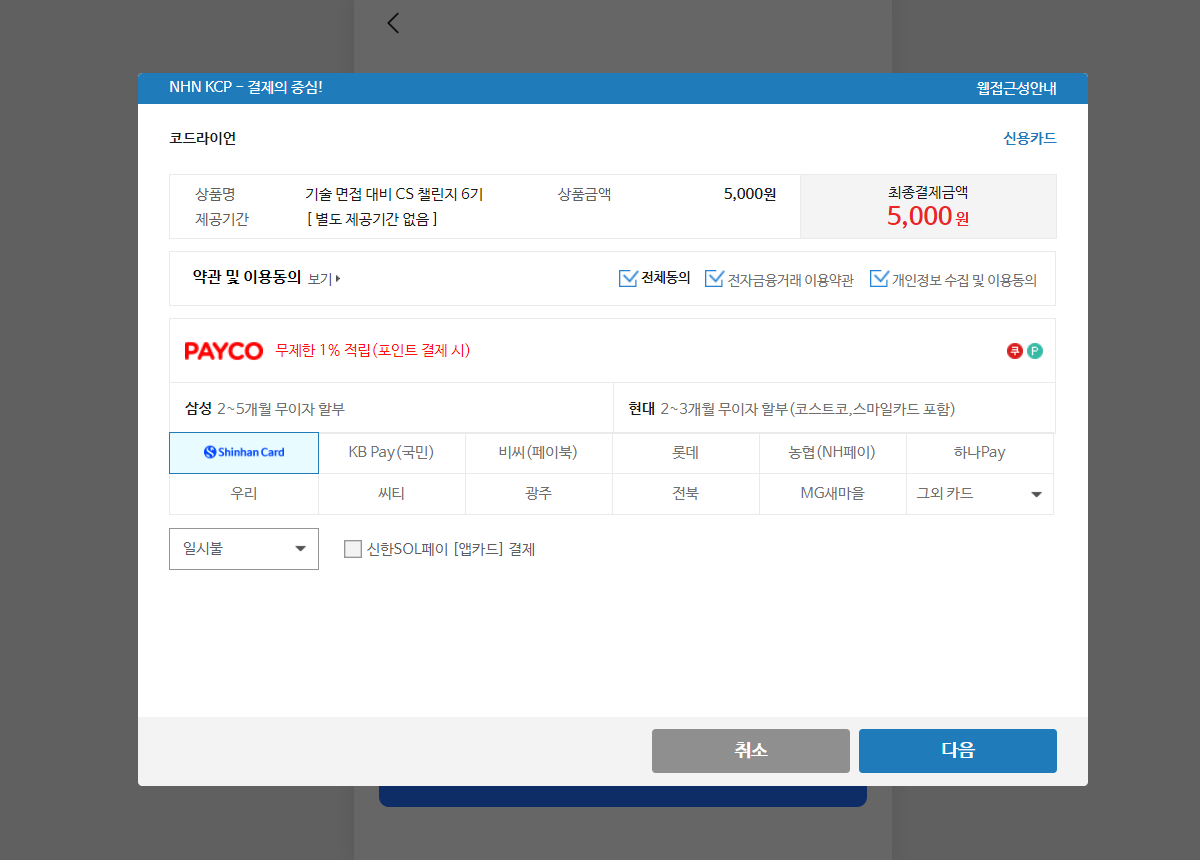 NHN KCP - 결제의 중심!
웹접근성안내
코드라이언
신용카드
상품명 기술 면접 대비 CS 챌린지 6기 상품금액 5,000원
제공기간 [ 별도 제공기간 없음 ]
최종결제금액
5,000 원
약관 및 이용동의 보기 전체동의 전자금융거래 이용약관 개인정보 수집 및 이용동의
PAYCO 무제한 1% 적립(포인트 결제 시) 쿠 P
삼성 2~5개월 무이자 할부 현대 2~3개월 무이자 할부(코스트코,스마일카드 포함)
Shinhan Card KB Pay(국민) 비씨(페이북) 롯데 농협(NH페이) 하나Pay
우리 씨티 광주 전북 MG새마을 그외 카드
일시불 신한SOL페이 [앱카드] 결제
취소 다음